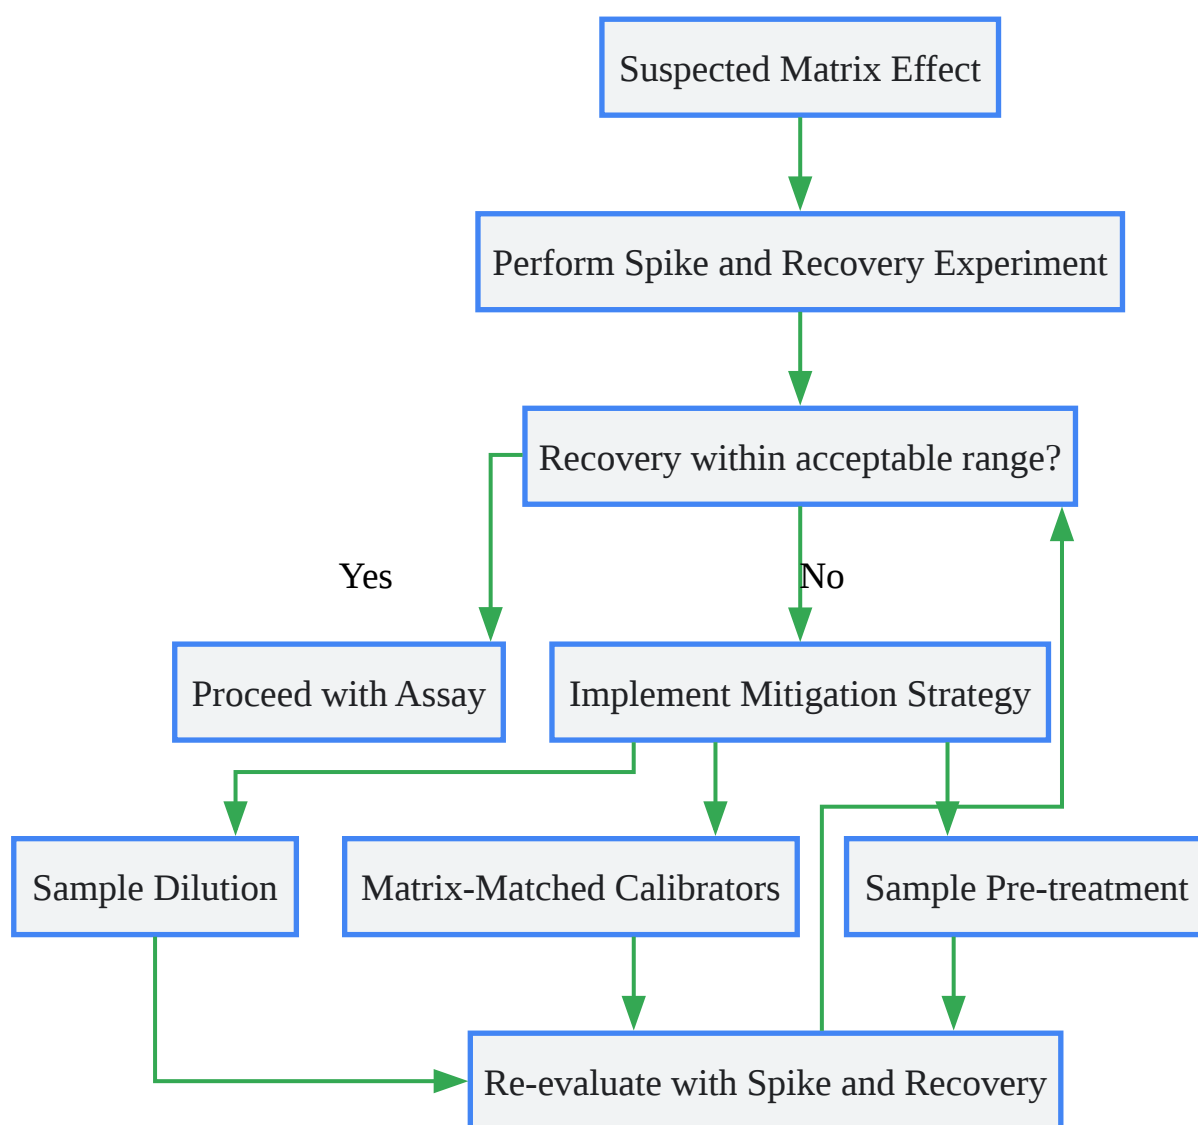 Suspected Matrix Effect
Perform Spike and Recovery Experiment
Recovery within acceptable range?
Yes
No
Proceed with Assay
Implement Mitigation Strategy
Sample Dilution
Matrix-Matched Calibrators
Sample Pre-treatment
Re-evaluate with Spike and Recovery